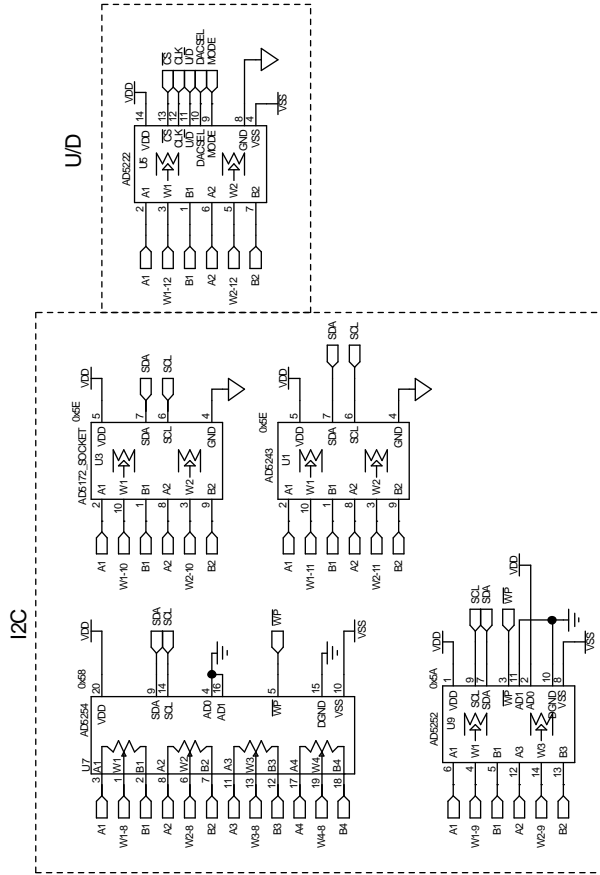 I2C
U/D
AD5254
0x58
U7
3
A1
1
W1
2
B1
8
A2
6
W2
7
B2
11
A3
13
W3
12
B3
17
A4
19
W4
18
B4
A1
W1-8
B1
A2
W2-8
B2
A3
W3-8
B3
A4
W4-8
B4
20
VDD
VDD
9
SDA
SDA
14
SCL
SCL
4
AD0
16
AD1
5
WP
WP
15
DGND
10
VSS
VSS
AD5172_SOCKET
0x5E
U3
A1
W1-10
B1
A2
W2-10
B2
2
A1
10
W1
1
B1
8
A2
3
W2
9
B2
5
VDD
VDD
7
SDA
SDA
6
SCL
SCL
4
GND
AD5222
U5
A1
W1-12
B1
A2
W2-12
B2
2
A1
3
W1
1
B1
6
A2
5
W2
7
B2
14
VDD
VDD
13
CS
CS
12
CLK
CLK
11
U/D
U/D
10
DACSEL
DACSEL
9
MODE
MODE
8
GND
4
VSS
VSS
AD5252
0x5A
U9
A1
W1-9
B1
A2
W2-9
B2
6
A1
4
W1
5
B1
12
A3
14
W3
13
B3
1
VDD
VDD
9
SCL
SCL
7
SDA
SDA
3
WP
WP
11
AD1
2
AD0
VDD
10
DGND
8
VSS
VSS
AD5243
0x5E
U1
A1
W1-11
B1
A2
W2-11
B2
2
A1
10
W1
1
B1
8
A2
3
W2
9
B2
5
VDD
VDD
7
SDA
SDA
6
SCL
SCL
4
GND